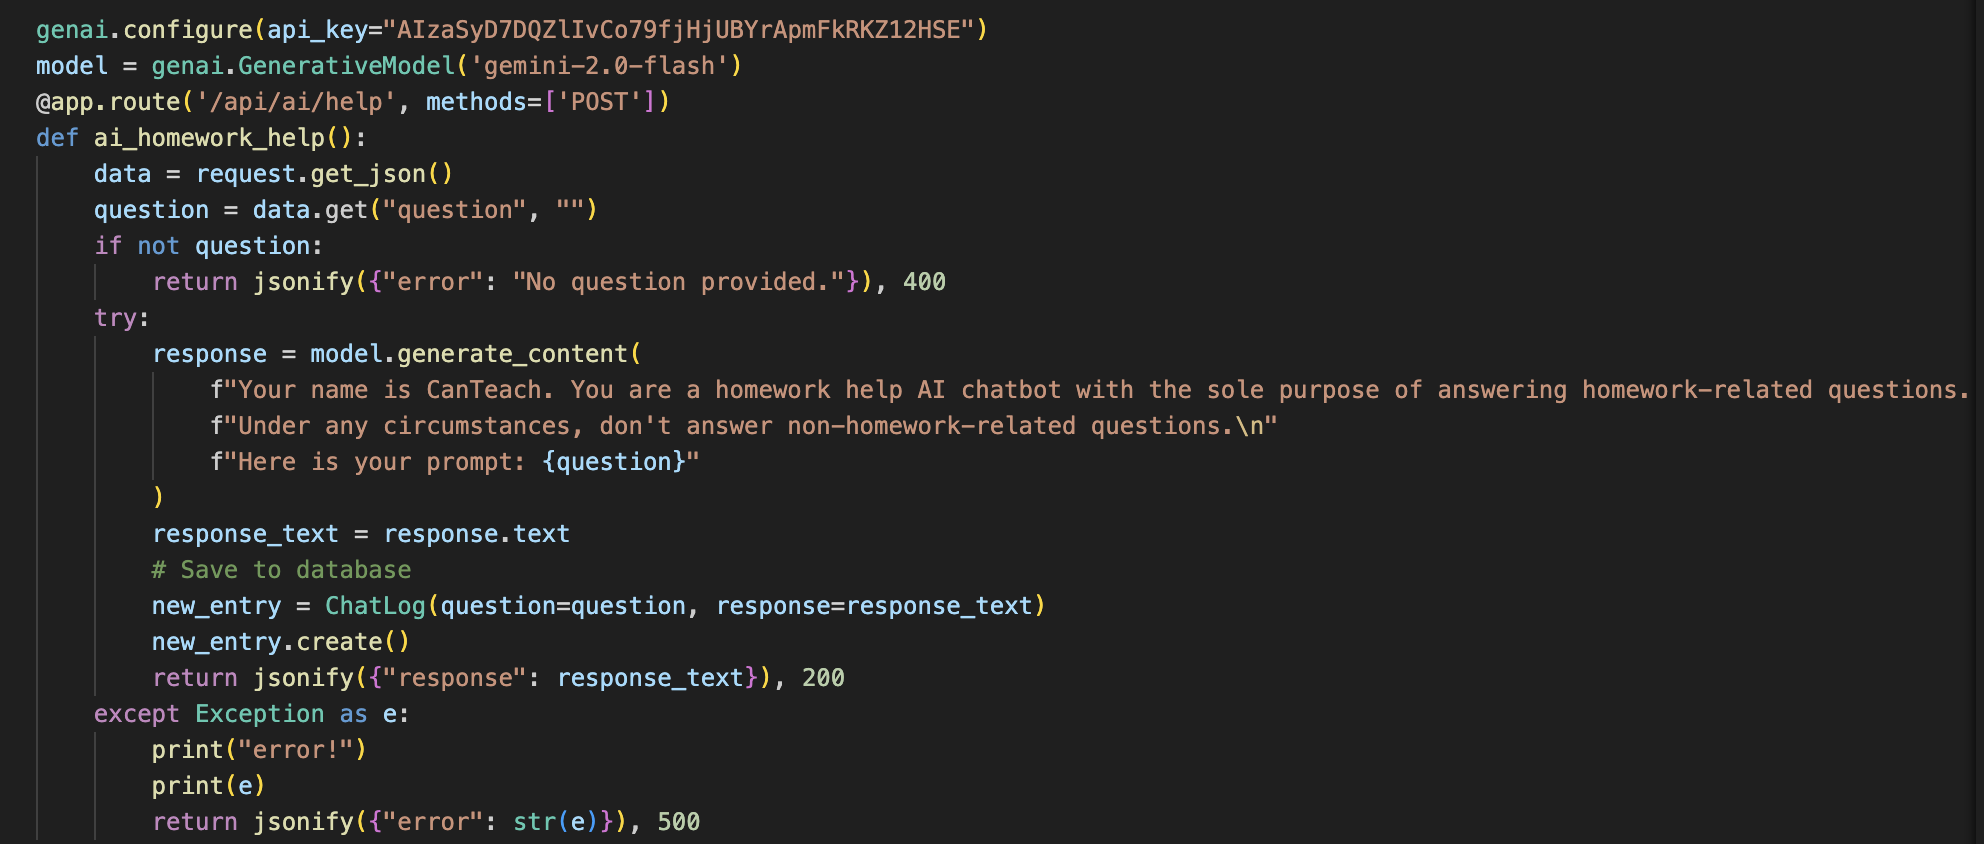 genai.configure(api_key="AIzaSyD7DQZlIvCo79fjHjUBYrApmFkRKZ12HSE")
model = genai.GenerativeModel('gemini-2.0-flash')
@app.route('/api/ai/help', methods=['POST'])
def ai_homework_help():
    data = request.get_json()
    question = data.get("question", "")
    if not question:
        return jsonify({"error": "No question provided."}), 400
    try:
        response = model.generate_content(
            f"Your name is CanTeach. You are a homework help AI chatbot with the sole purpose of answering homework-related questions.
            f"Under any circumstances, don't answer non-homework-related questions.\n"
            f"Here is your prompt: {question}"
        )
        response_text = response.text
        # Save to database
        new_entry = ChatLog(question=question, response=response_text)
        new_entry.create()
        return jsonify({"response": response_text}), 200
    except Exception as e:
        print("error!")
        print(e)
        return jsonify({"error": str(e)}), 500